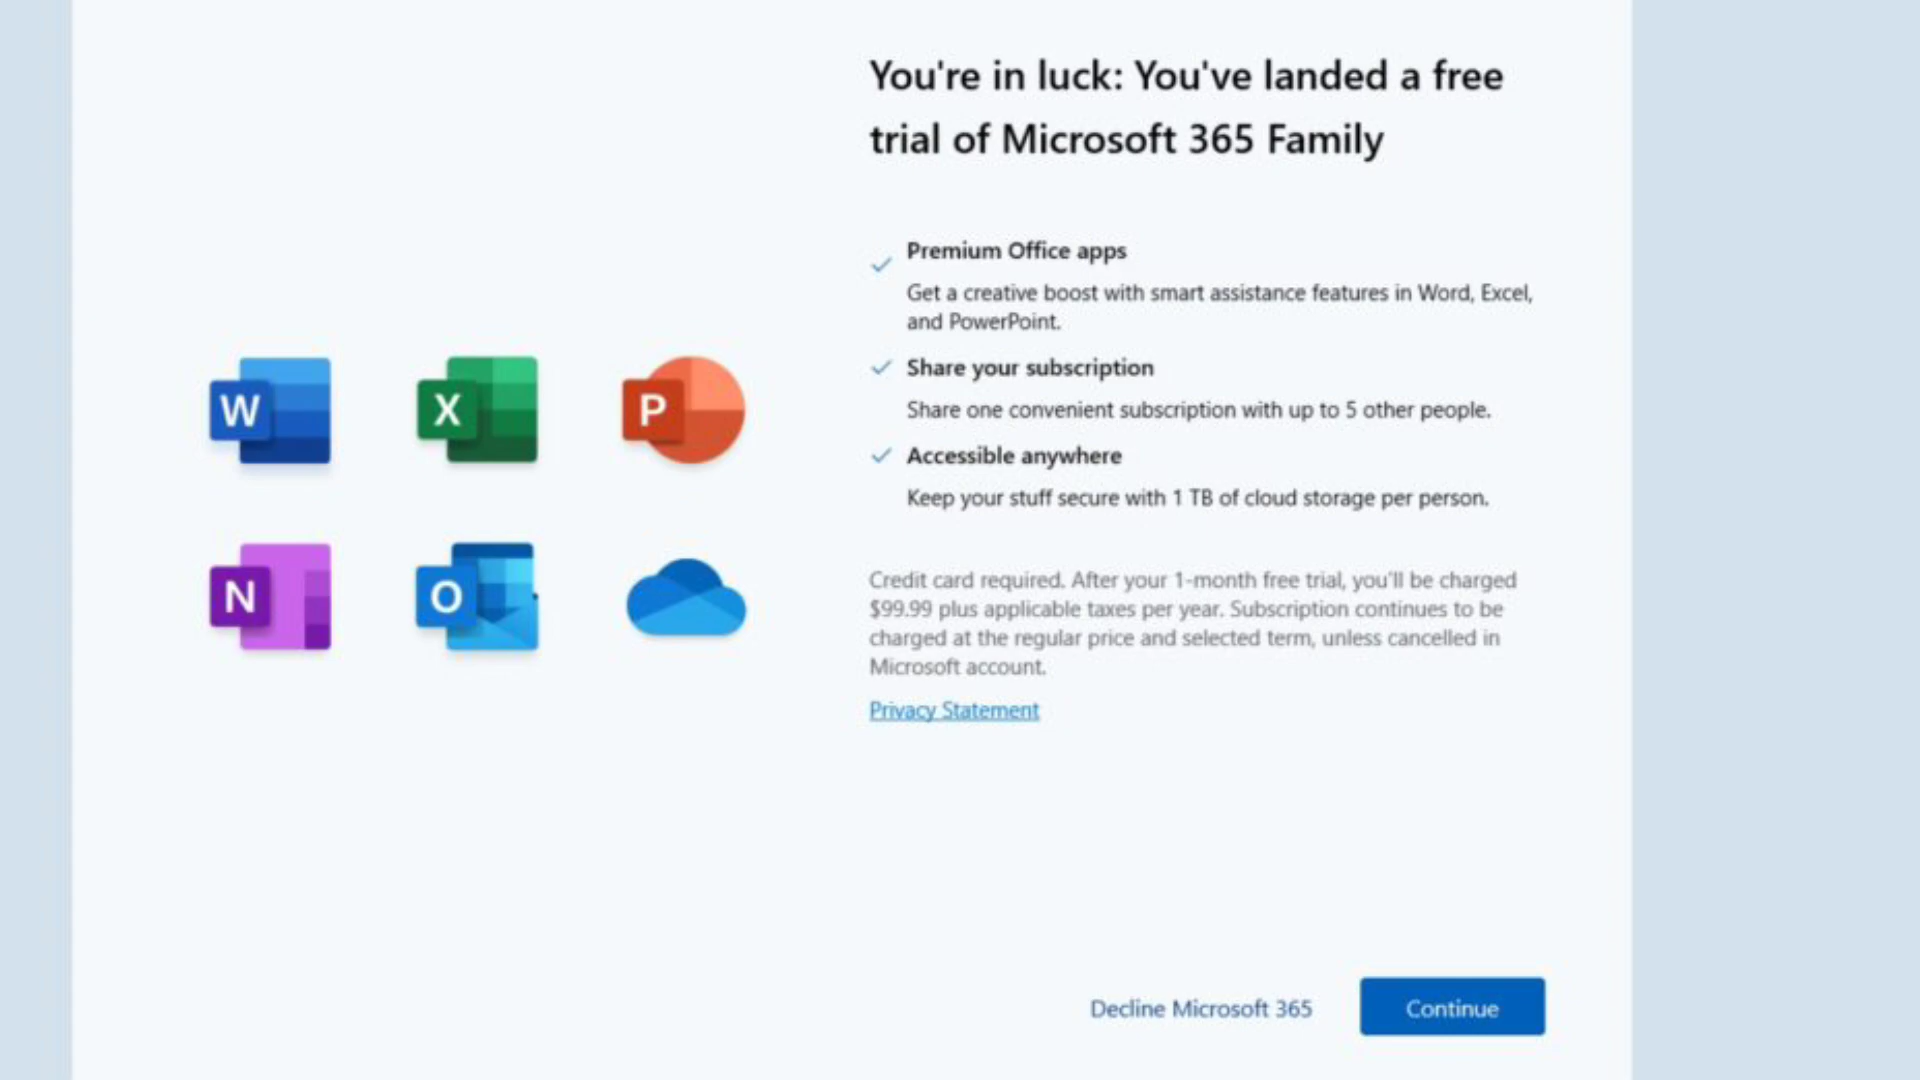 You're in luck: You've landed a free
trial of Microsoft 365 Family
Premium Office apps
Get a creative boost with smart assistance features in Word, Excel,
and PowerPoint.
Share your subscription
Share one convenient subscription with up to 5 other people.
Accessible anywhere
Keep your stuff secure with 1 TB of cloud storage per person.
W
X
P
N
O
Credit card required. After your 1-month free trial, you'll be charged
$99.99 plus applicable taxes per year. Subscription continues to be
charged at the regular price and selected term, unless cancelled in
Microsoft account.
Privacy Statement
Decline Microsoft 365
Continue